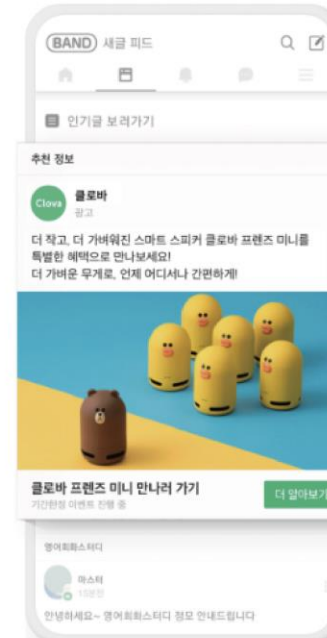 BAND 새글 피드
인기글 보러가기
추천 정보
Clova
클로바
광고
더 작고, 더 가벼워진 스마트 스피커 클로바 프렌즈 미니를
특별한 혜택으로 만나보세요!
더 가벼운 무게로, 언제 어디서나 간편하게!
클로바 프렌즈 미니 만나러 가기
더 알아보기
기간한정 이벤트 진행 중
영어회화스터디
마스터
10분전
안녕하세요~ 영어회화스터디 정모 안내드립니다